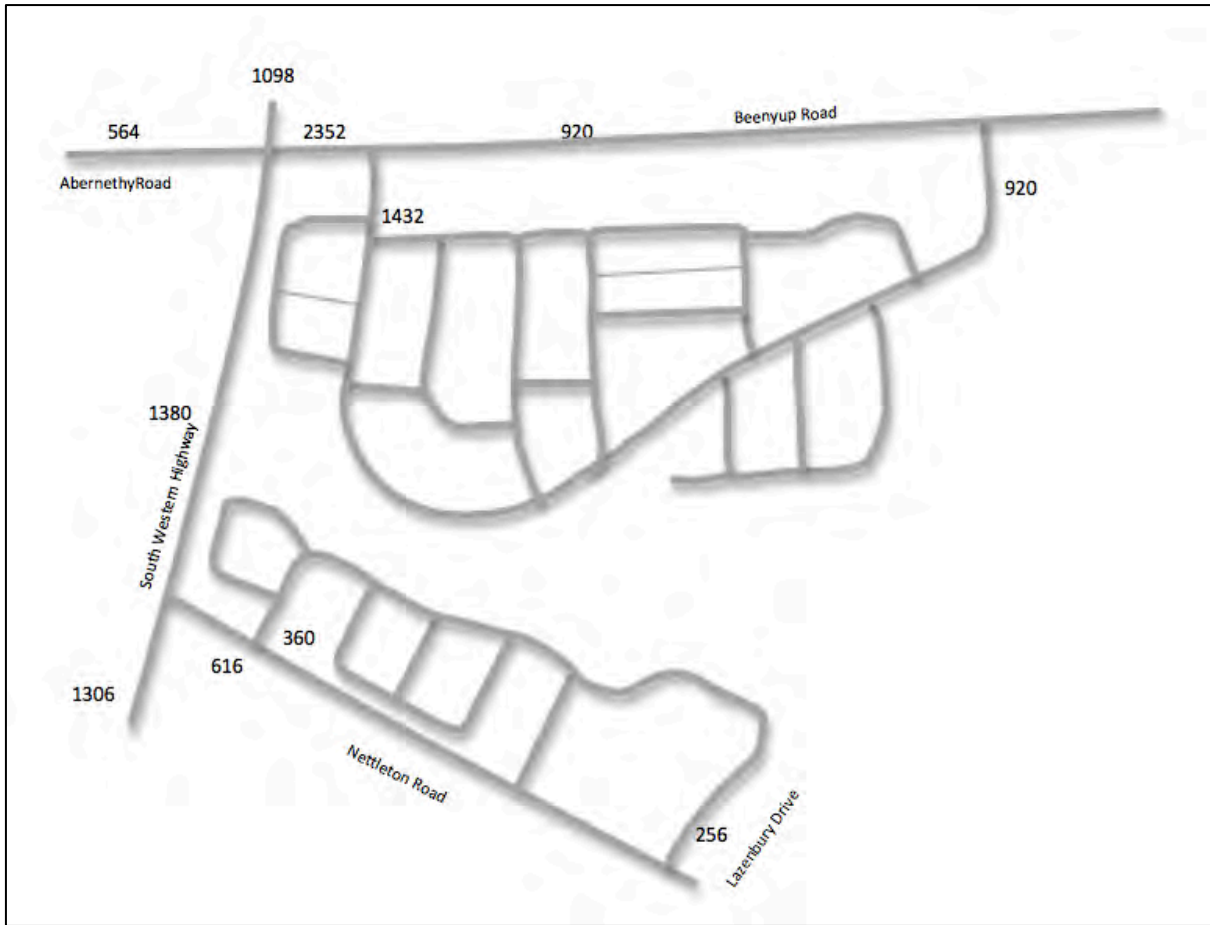 1098
564
2352
920
Beenyup Road
AbernethyRoad
920
1432
1380
South Western Highway
360
616
1306
Nettleton Road
256
Lazenbury Drive